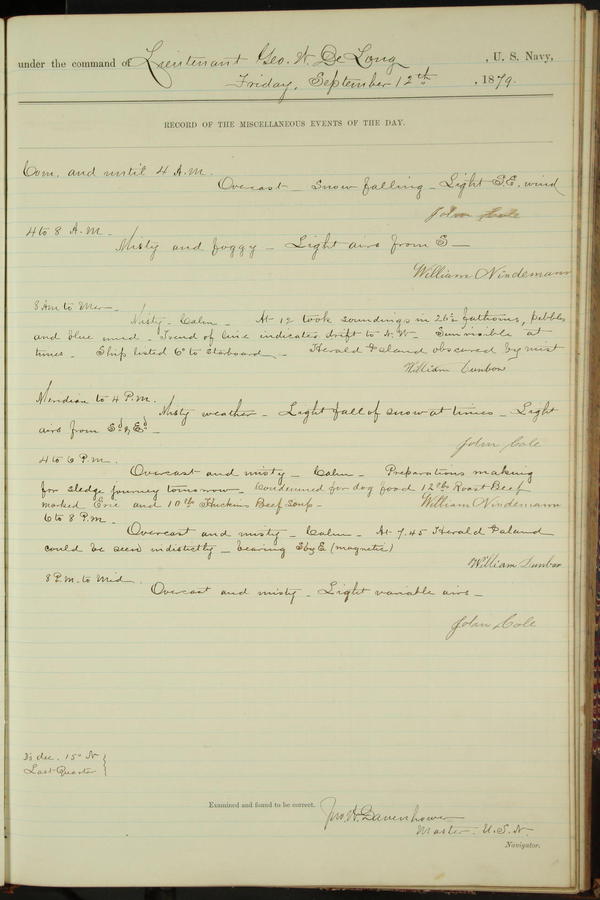 under the command of Lieutenant Geo. W. De Long, U. S. Navy,
Friday, September 12th, 1879.
RECORD OF THE MISCELLANEOUS EVENTS OF THE DAY.
Com. and until 4 A.M.
Overcast - Snow falling - Light S.E. wind
John Cole
4 to 8 A.M.
Misty and foggy - Light airs from S -
William Nindemann
8 AM to Mer -
Misty - Calm - At 12 took soundings in 26½ fathoms, pebbles
and blue mud - Trend of line indicates drift to N.W - Sun visible at
times - Ship listed 6° to starboard - Herald Island obscured by mist
William Dunbar
Meridian to 4 P.M.
Misty weather - Light fall of snow at times - Light
airs from Sd & Ed -
John Cole
4 to 6 P.M.
Overcast and misty - Calm - Preparations making
for sledge journey tomorrow - Condemned for dog food 12 lbs Roast Beef
marked Erie and 10 lbs Beef Soup -
William Nindemann
6 to 8 P.M.
Overcast and misty - Calm - At 7.45 Herald Island
could be seen indistictly - bearing SbyE (magnetic)
William Dunbar
8 P.M. to Mid.
Overcast and misty - Light variable airs -
John Cole
dec. 15° N
Last Quarter
Examined and found to be correct.
Jno. W. Danenhower
Master - U.S.N.
Navigator.